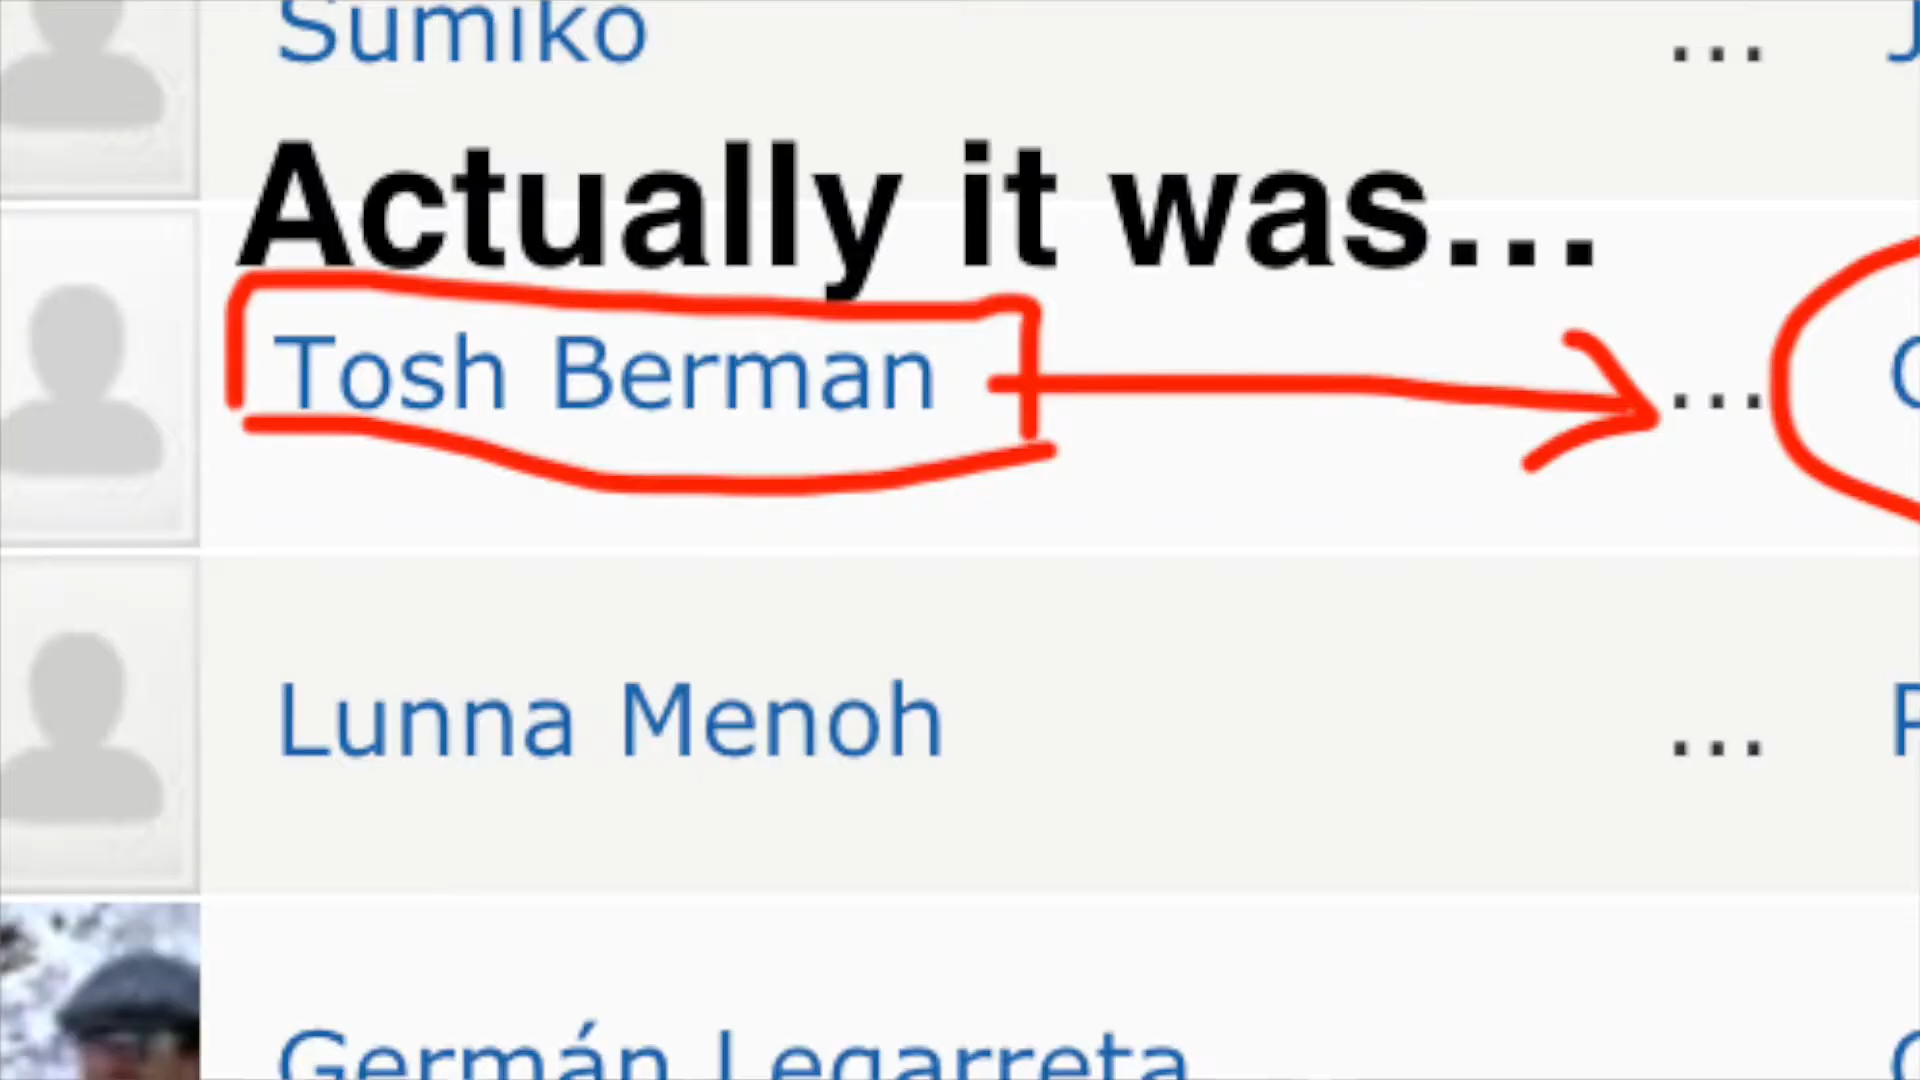 Sumiko ... J
Actually it was...
Tosh Berman ...
Lunna Menoh ... P
Germán Legarreta